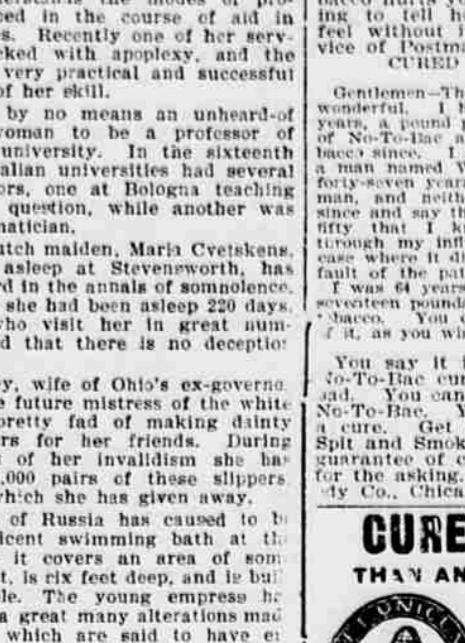 ced in the course of aid in
s. Recently one of her serv-
cked with apoplexy, and the
very practical and successful
of her skill.
by no means an unheard-of
woman to be a professor of
university. In the sixteenth
alian universities had several
ors, one at Bologna teaching
question, while another was
matician.
utch maiden, Maria Cvetskens,
asleep at Stevensworth, has
rd in the annals of somnolence.
she had been asleep 220 days.
who visit her in great num-
d that there is no deceptio
y, wife of Ohio's ex-governo
e future mistress of the white
pretty fad of making dainty
rs for her friends. During
of her invalidism she has
,000 pairs of these slippers,
which she has given away.
of Russia has caused to b
icent swimming bath at th
it covers an area of som
t, is rix feet deep, and is buil
le. The young empress h
a great many alterations mad
which are said to have e
bacco hurts yo
ing to tell h
feel without i
vice of Postm
CURED
Gentlemen—Th
wonderful. I
years, a pound
of No-To-Bac a
bacco since. I
a man named V
forty-seven year
man, and neith
since and say th
fifty that I k
through my infl
case where it di
fault of the pat
I was 64 years
seventeen pound
bacco. You
f it, as you wi
You say it i
No-To-Bac cur
ad. You can
No-To-Bac. Y
a cure. Get
Spit and Smok
guarantee of c
for the asking.
dy Co., Chica
CURE
THAN AN